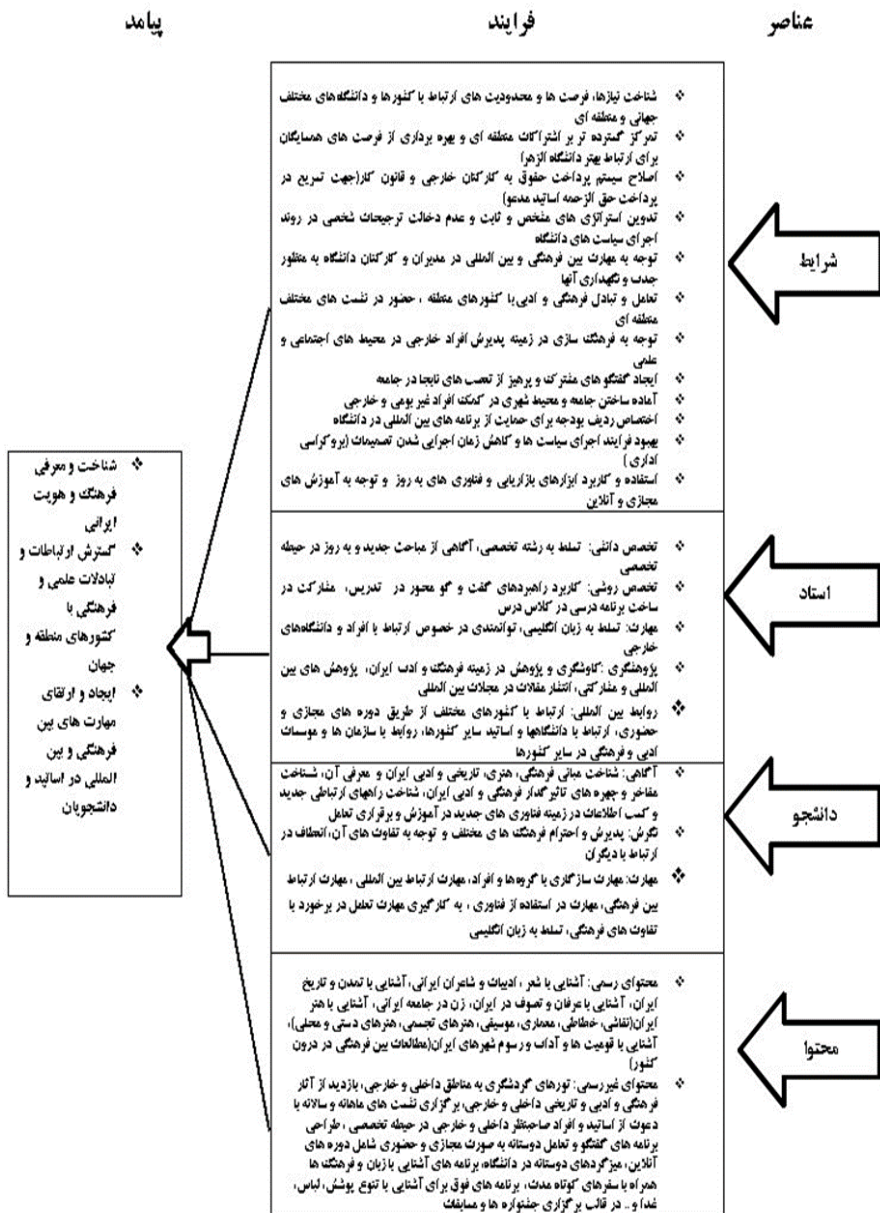 عناصر
فرایند
پیامد
شرایط
شناخت نیازها، فرصت ها و محدودیت های ارتباط با کشورها و دانشگاه های مختلف
جهانی و منطقه ای
تمرکز گسترده تر بر اشتراکات منطقه ای و بهره برداری از فرصت های همسایگان
برای ارتباط بهتر دانشگاه الزهرا
اصلاح سیستم پرداخت حقوق به کارکنان خارجی و قانون کار(جهت تسریع در
پرداخت حق الزحمه اساتید مدعو)
تدوین استراتژی های مشخص و ثابت و عدم دخالت ترجیحات شخصی در روند
اجرای سیاست های دانشگاه
توجه به مهارت بین فرهنگی و بین المللی در مدیران و کارکنان دانشگاه به منظور
جذب و نگهداری آنها
تعامل و تبادل فرهنگی و ادبی با کشورهای منطقه ، حضور در نشست های مختلف
منطقه ای
توجه به فرهنگ سازی در زمینه پذیرش افراد خارجی در محیط های اجتماعی و
علمی
ایجاد گفتگو های مشترک و پرهیز از تعصب های نابجا در جامعه
آماده ساختن جامعه و محیط شهری در کمک افراد غیر بومی و خارجی
اختصاص ردیف بودجه برای حمایت از برنامه های بین المللی در دانشگاه
بهبود فرایند اجرای سیاست ها و کاهش زمان اجرایی شدن تصمیمات (بروکراسی
اداری )
استفاده و کاربرد ابزارهای بازاریابی و فناوری های به روز و توجه به آموزش های
مجازی و آنلاین
استاد
تخصص دانشی: تسلط به رشته تخصصی، آگاهی از مباحث جدید و به روز در حیطه
تخصصی
تخصص روشی: کاربرد راهبردهای گفت و گو محور در تدریس، مشارکت در
ساخت برنامه درسی در کلاس درس
مهارت: تسلط به زبان انگلیسی، توانمندی در خصوص ارتباط با افراد و دانشگاه‌های
خارجی
پژوهشگری :کاوشگری و پژوهش در زمینه فرهنگ و ادب ایران، پژوهش های بین
المللی و مشارکتی، انتشار مقالات در مجلات بین المللی
روابط بین المللی: ارتباط با کشورهای مختلف از طریق دوره های مجازی و
حضوری، ارتباط با دانشگاهها و اساتید سایر کشورها، روابط با سازمان ها و موسسات
ادبی و فرهنگی در سایر کشورها
دانشجو
آگاهی: شناخت مبانی فرهنگی، هنری، تاریخی و ادبی ایران و معرفی آن، شناخت
مفاخر و چهره های تاثیرگذار فرهنگی و ادبی ایران، شناخت راههای ارتباطی جدید
و کسب اطلاعات در زمینه فناوری های جدید در آموزش و برقراری تعامل
نگرش: پذیرش و احترام فرهنگ های مختلف و توجه به تفاوت های آن، انعطاف در
ارتباط با دیگران
مهارت: مهارت سازگاری با گروه‌ها و افراد، مهارت ارتباط بین المللی ، مهارت ارتباط
بین فرهنگی، مهارت در استفاده از فناوری ، به کارگیری مهارت تعامل در برخورد با
تفاوت های فرهنگی، تسلط به زبان انگلیسی
محتوا
محتوای رسمی: آشنایی با شعر ، ادبیات و شاعران ایرانی، آشنایی با تمدن و تاریخ
ایران، آشنایی با عرفان و تصوف در ایران، زن در جامعه ایرانی، آشنایی با هنر
ایران(نقاشی، خطاطی، معماری، موسیقی، هنرهای تجسمی، هنرهای دستی و محلی)،
آشنایی با قومیت ها و آداب و رسوم شهرهای ایران(مطالعات بین فرهنگی در درون
کشور)
محتوای غیررسمی: تورهای گردشگری به مناطق داخلی و خارجی، بازدید از آثار
فرهنگی و ادبی و تاریخی داخلی و خارجی، برگزاری نشست های ماهانه و سالانه با
دعوت از اساتید و افراد صاحبنظر داخلی و خارجی در حیطه تخصصی ، طراحی
برنامه های گفتگو و تعامل دوستانه به صورت مجازی و حضوری شامل دوره های
آنلاین، میزگردهای دوستانه در دانشگاه، برنامه های آشنایی با زبان و فرهنگ ها
همراه با سفرهای کوتاه مدت، برنامه های فوق برای آشنایی با تنوع پوشش، لباس،
غذا و.. در قالب برگزاری جشنواره ها و مسابقات
شناخت و معرفی
فرهنگ و هویت
ایرانی
گسترش ارتباطات و
تبادلات علمی و
فرهنگی با
کشورهای منطقه و
جهان
ایجاد و ارتقای
مهارت های بین
فرهنگی و بین
المللی در اساتید و
دانشجویان